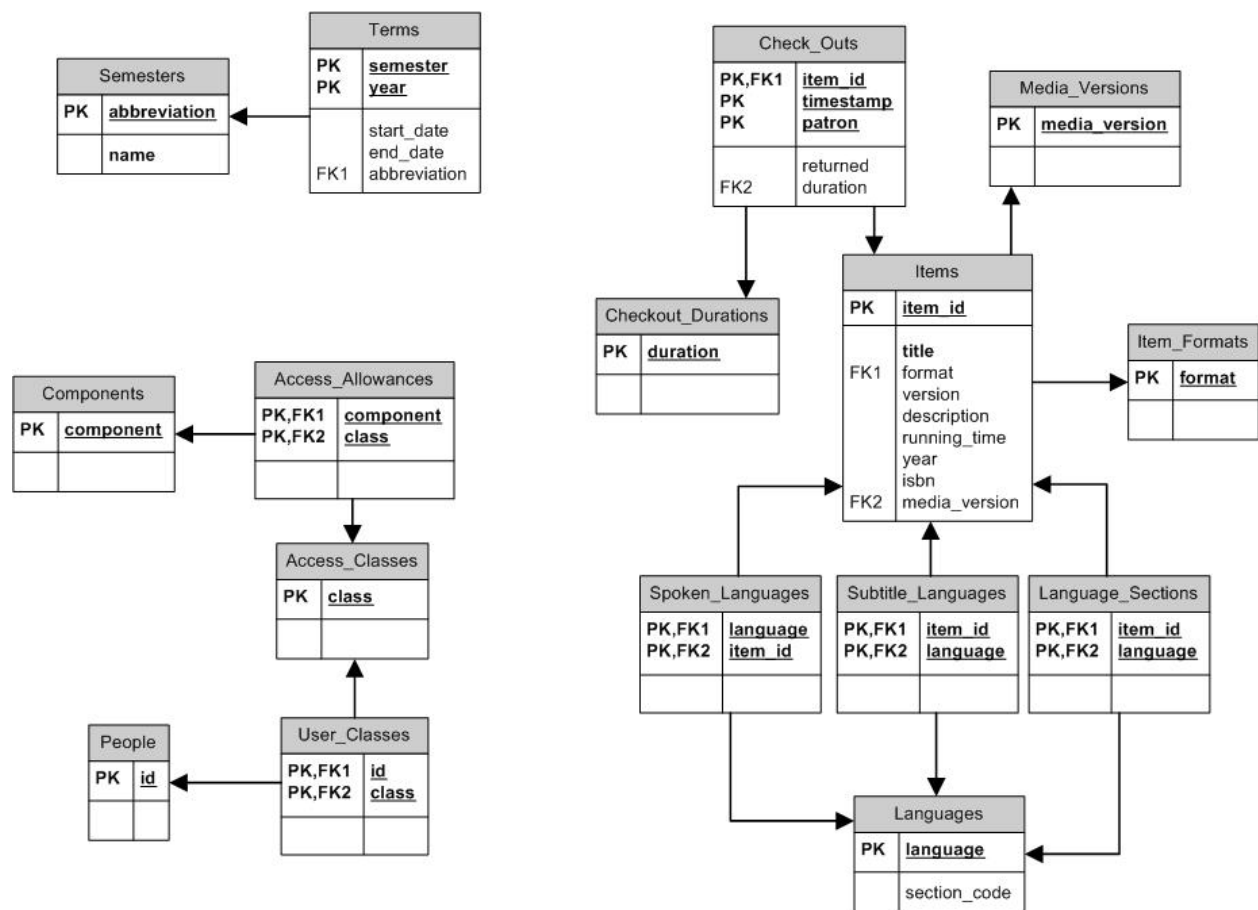 Terms
PK semester
PK year
start_date
end_date
FK1 abbreviation
Semesters
PK abbreviation
name
Check_Outs
PK,FK1 item_id
PK timestamp
PK patron
returned
FK2 duration
Media_Versions
PK media_version
Items
PK item_id
title
FK1 format
version
description
running_time
year
isbn
FK2 media_version
Checkout_Durations
PK duration
Item_Formats
PK format
Components
PK component
Access_Allowances
PK,FK1 component
PK,FK2 class
Access_Classes
PK class
People
PK id
User_Classes
PK,FK1 id
PK,FK2 class
Spoken_Languages
PK,FK1 language
PK,FK2 item_id
Subtitle_Languages
PK,FK1 item_id
PK,FK2 language
Language_Sections
PK,FK1 item_id
PK,FK2 language
Languages
PK language
section_code